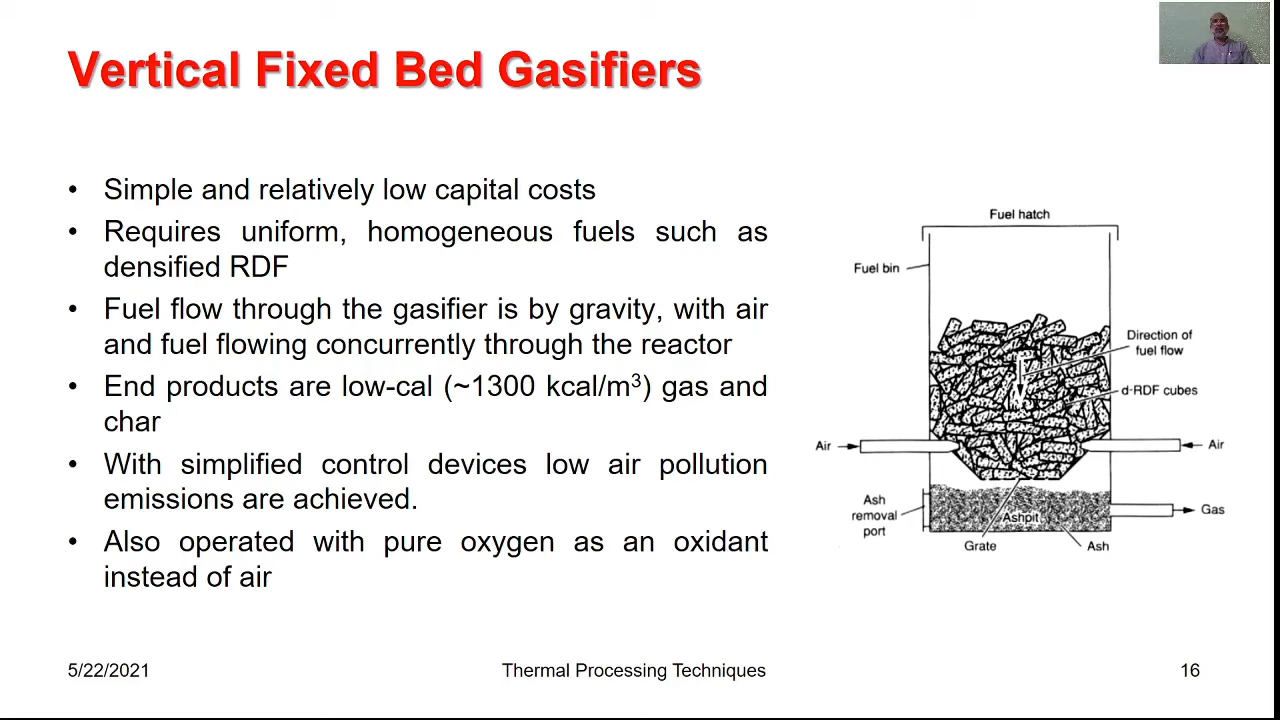 Vertical Fixed Bed Gasifiers
• Simple and relatively low capital costs
• Requires uniform, homogeneous fuels such as
densified RDF
• Fuel flow through the gasifier is by gravity, with air
and fuel flowing concurrently through the reactor
• End products are low-cal (~1300 kcal/m³) gas and
char
• With simplified control devices low air pollution
emissions are achieved.
• Also operated with pure oxygen as an oxidant
instead of air
Fuel hatch
Fuel bin
Direction of
fuel flow
d-RDF cubes
Air
Air
Ash
removal
port
Ashpit
Gas
Grate
Ash
5/22/2021
Thermal Processing Techniques
16